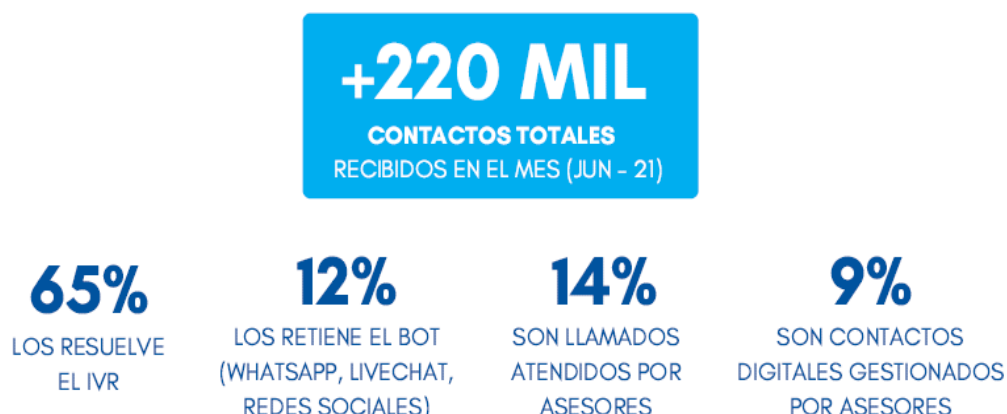 +220 MIL
CONTACTOS TOTALES
RECIBIDOS EN EL MES (JUN - 21)
65%
LOS RESUELVE
EL IVR
12%
LOS RETIENE EL BOT
(WHATSAPP, LIVECHAT,
REDES SOCIALES)
14%
SON LLAMADOS
ATENDIDOS POR
ASESORES
9%
SON CONTACTOS
DIGITALES GESTIONADOS
POR ASESORES